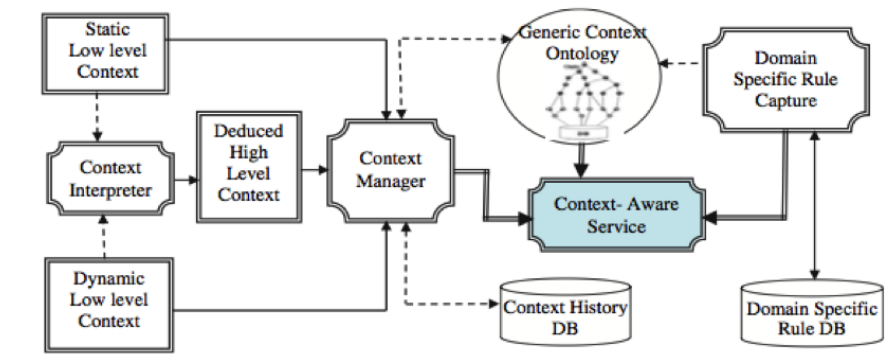 Static
Low level
Context
Generic Context
Ontology
Domain
Specific Rule
Capture
Deduced
High
Level
Context
Context
Interpreter
Context
Manager
Context- Aware
Service
Dynamic
Low level
Context
Context History
DB
Domain Specific
Rule DB